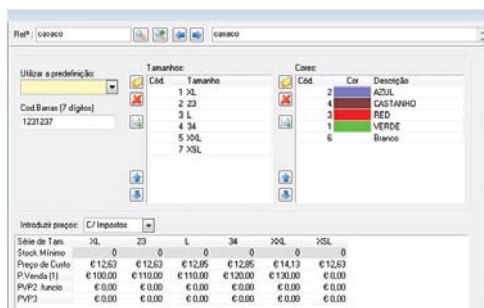 Refª : casaco casaco
Utilizar a predefinição:
Cod.Barras (7 dígitos)
1231237
Tamanhos:
Cód. Tamanho
1 XL
2 23
3 L
4 34
5 XXL
7 XSL
Cores:
Cód. Cor Descrição
2 AZUL
4 CASTANHO
3 RED
1 VERDE
6 Branco
Introduzir preços: C/ Impostos
Série de Tam. XL 23 L 34 XXL XSL
Stock Mínimo 0 0 0 0 0 0
Preço de Custo € 12,63 € 12,63 € 12,85 € 12,85 € 14,13 € 12,63
P.Venda (1) € 100,00 € 110,00 € 110,00 € 120,00 € 130,00 € 0,00
PVP2 funcio € 0,00 € 0,00 € 0,00 € 0,00 € 0,00 € 0,00
PVP3 € 0,00 € 0,00 € 0,00 € 0,00 € 0,00 € 0,00